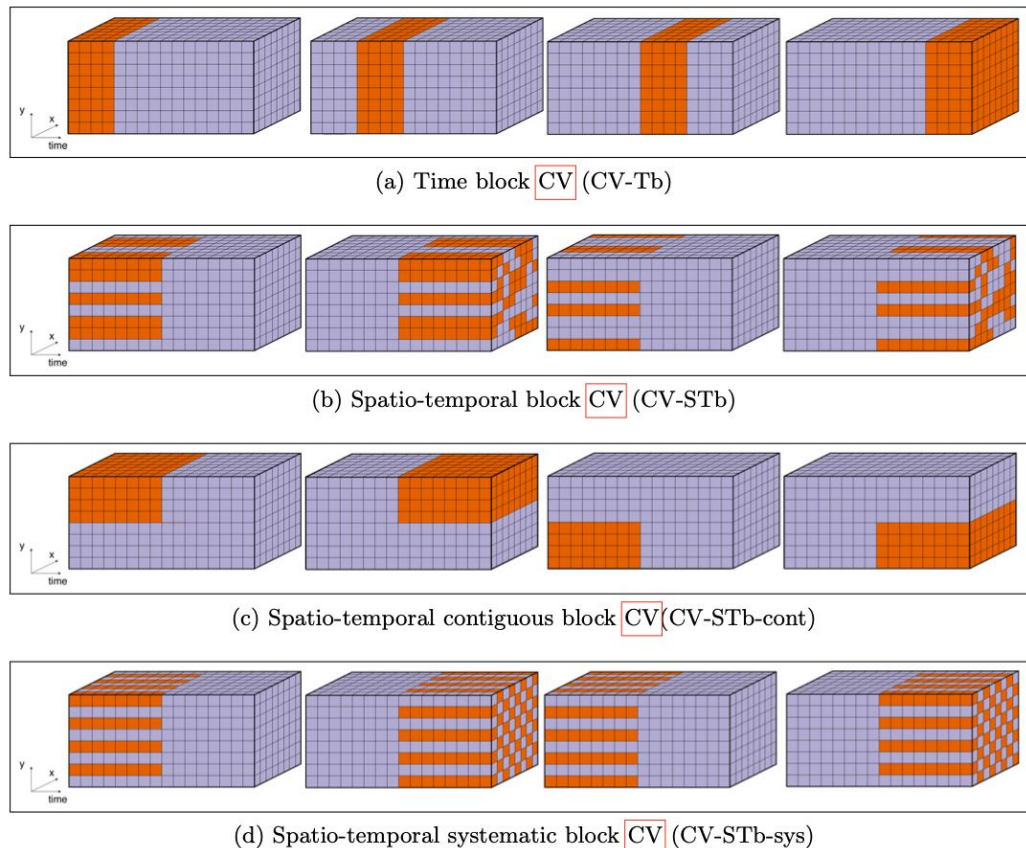 y
x
time
(a) Time block CV (CV-Tb)
y
x
time
(b) Spatio-temporal block CV (CV-STb)
y
x
time
(c) Spatio-temporal contiguous block CV(CV-STb-cont)
y
x
time
(d) Spatio-temporal systematic block CV (CV-STb-sys)